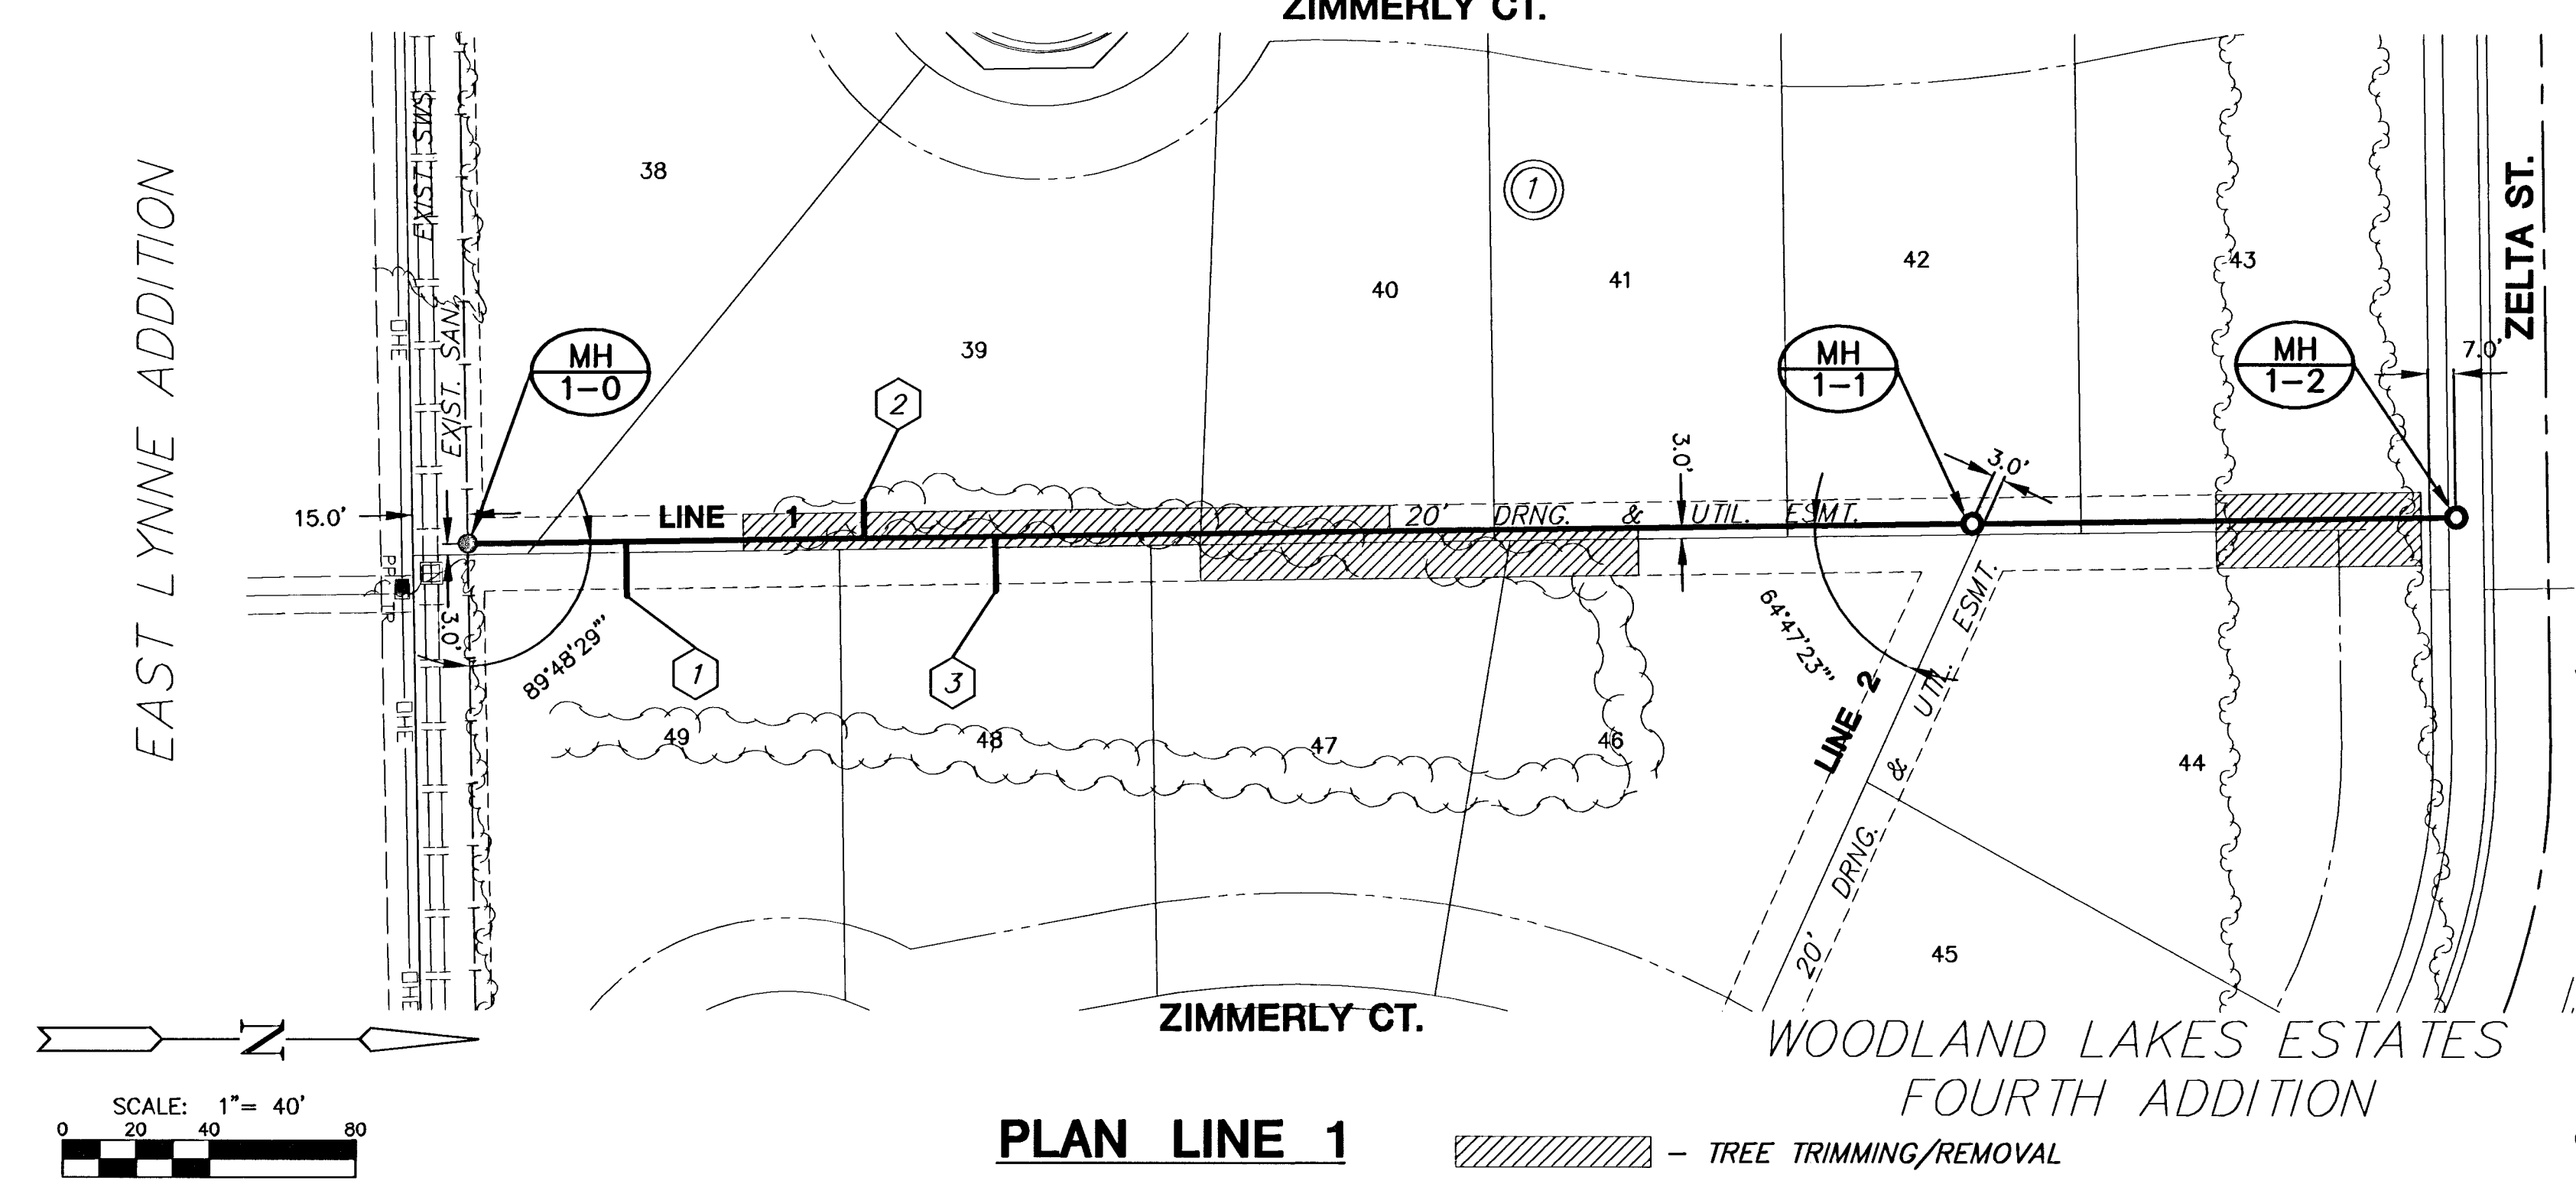 ZIMMERLY CT.
EAST LYNNE ADDITION
EXIST. SWS
EXIST. SAN.
OHE
OHE
OHE
38
39
40
41
42
43
1
ZELTA ST.
MH
1-0
MH
1-1
MH
1-2
7.0'
2
3.0'
3.0'
15.0'
LINE 1
20' DRNG. & UTIL. ESMT.
PP
TR
3.0'
89°48'29"
1
3
64°47'23"
LINE 2
20' DRNG. & UTIL. ESMT.
49
48
47
46
44
45
ZIMMERLY CT.
WOODLAND LAKES ESTATES
FOURTH ADDITION
N
SCALE: 1"= 40'
0 20 40 80
PLAN LINE 1
– TREE TRIMMING/REMOVAL